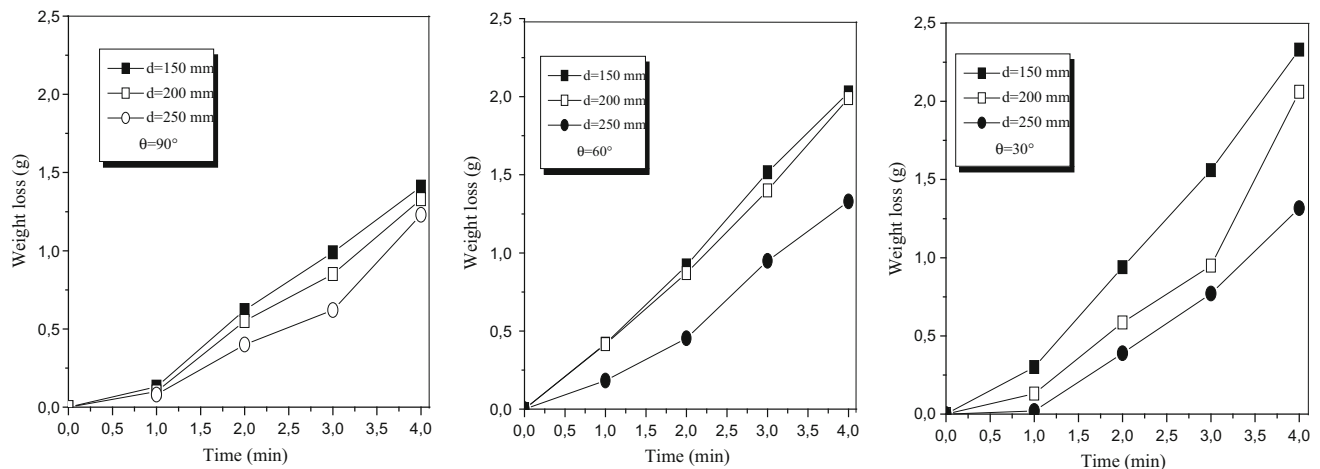 2,5
2,0
1,5
1,0
0,5
0,0
Weight loss (g)
d=150 mm
d=200 mm
d=250 mm
θ=90°
0,0 0,5 1,0 1,5 2,0 2,5 3,0 3,5 4,0
Time (min)
2,5
2,0
1,5
1,0
0,5
0,0
Weight loss (g)
d=150 mm
d=200 mm
d=250 mm
θ=60°
0,0 0,5 1,0 1,5 2,0 2,5 3,0 3,5 4,0
Time (min)
2,5
2,0
1,5
1,0
0,5
0,0
Weight loss (g)
d=150 mm
d=200 mm
d=250 mm
θ=30°
0,0 0,5 1,0 1,5 2,0 2,5 3,0 3,5 4,0
Time (min)